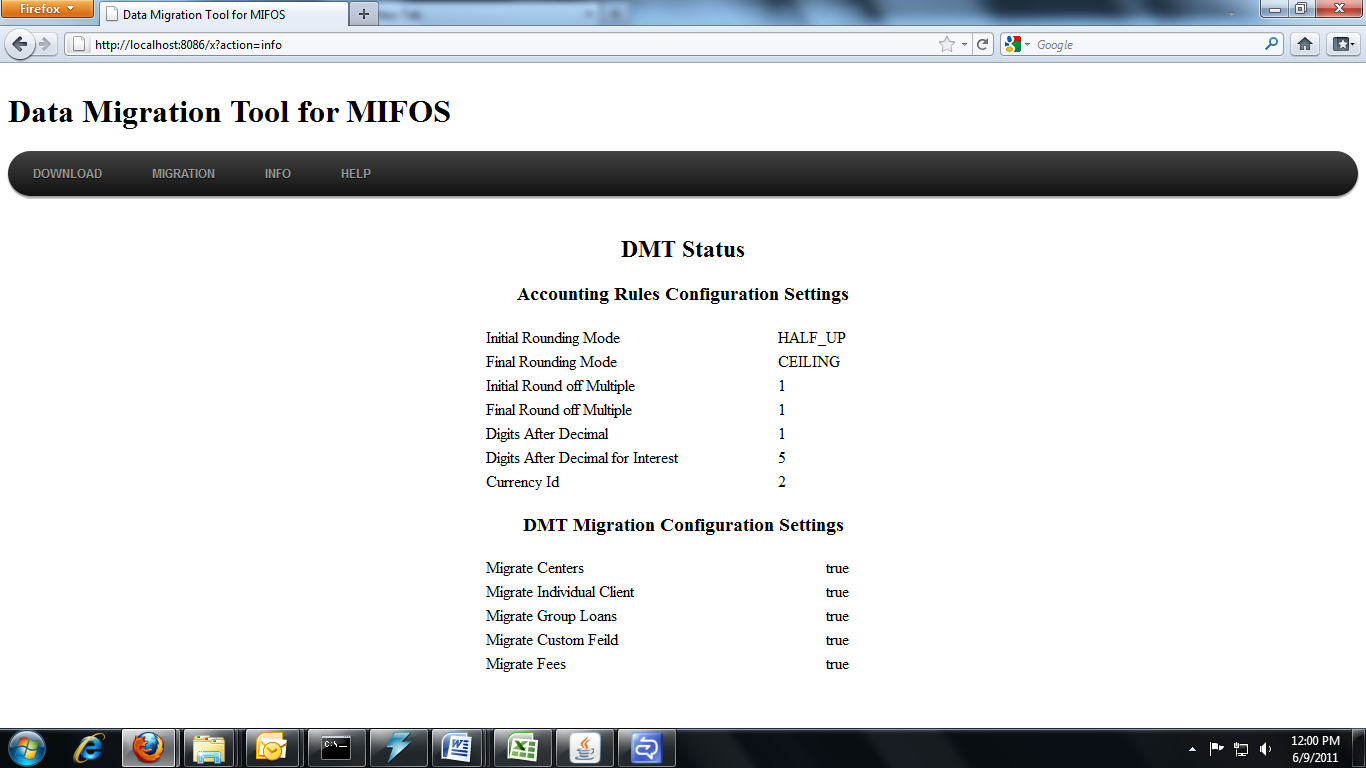 Firefox
Data Migration Tool for MIFOS
http://localhost:8086/x?action=info
Google
Data Migration Tool for MIFOS
DOWNLOAD MIGRATION INFO HELP
DMT Status
Accounting Rules Configuration Settings
Initial Rounding Mode HALF_UP
Final Rounding Mode CEILING
Initial Round off Multiple 1
Final Round off Multiple 1
Digits After Decimal 1
Digits After Decimal for Interest 5
Currency Id 2
DMT Migration Configuration Settings
Migrate Centers true
Migrate Individual Client true
Migrate Group Loans true
Migrate Custom Feild true
Migrate Fees true
C:\
12:00 PM
6/9/2011